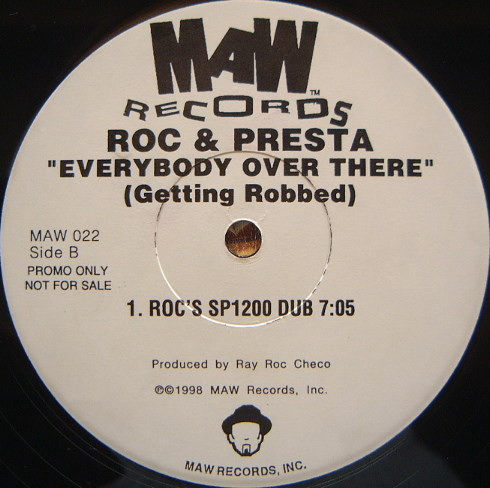 MAW
TM
RECORDS
ROC & PRESTA
"EVERYBODY OVER THERE"
(Getting Robbed)
MAW 022
Side B
PROMO ONLY
NOT FOR SALE
1. ROC'S SP1200 DUB 7:05
Produced by Ray Roc Checo
℗©1998 MAW Records, Inc.
MAW RECORDS, INC.